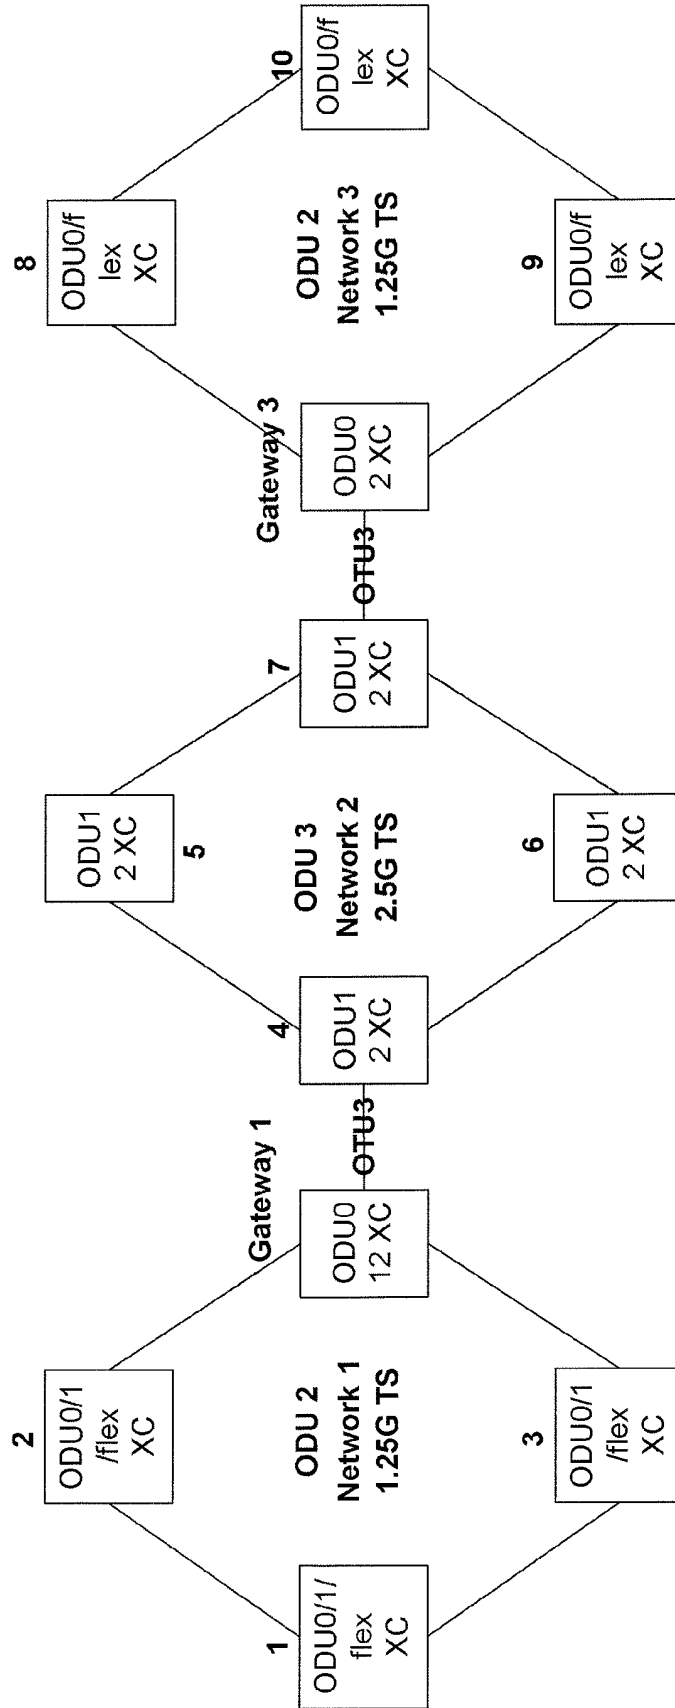 1
ODU0/1/
flex
XC
2
ODU0/1
/flex
XC
ODU 2
Network 1
1.25G TS
3
ODU0/1
/flex
XC
Gateway 1
ODU0
12 XC
OTU3
4
ODU1
2 XC
ODU1
2 XC
5
ODU 3
Network 2
2.5G TS
6
ODU1
2 XC
7
ODU1
2 XC
OTU3
Gateway 3
ODU0
2 XC
8
ODU0/f
lex
XC
ODU 2
Network 3
1.25G TS
9
ODU0/f
lex
XC
10
ODU0/f
lex
XC